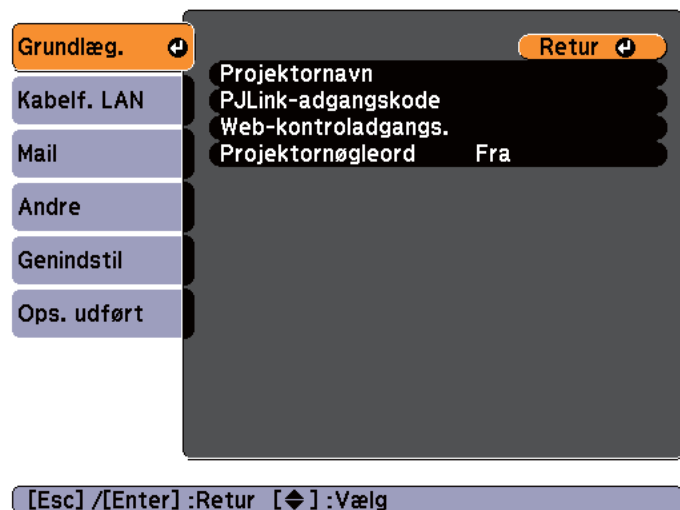 Grundlæg.
Kabelf. LAN
Mail
Andre
Genindstil
Ops. udført
Retur
Projektornavn
PJLink-adgangskode
Web-kontroladgangs.
Projektornøgleord Fra
[Esc] /[Enter] :Retur [◆] :Vælg